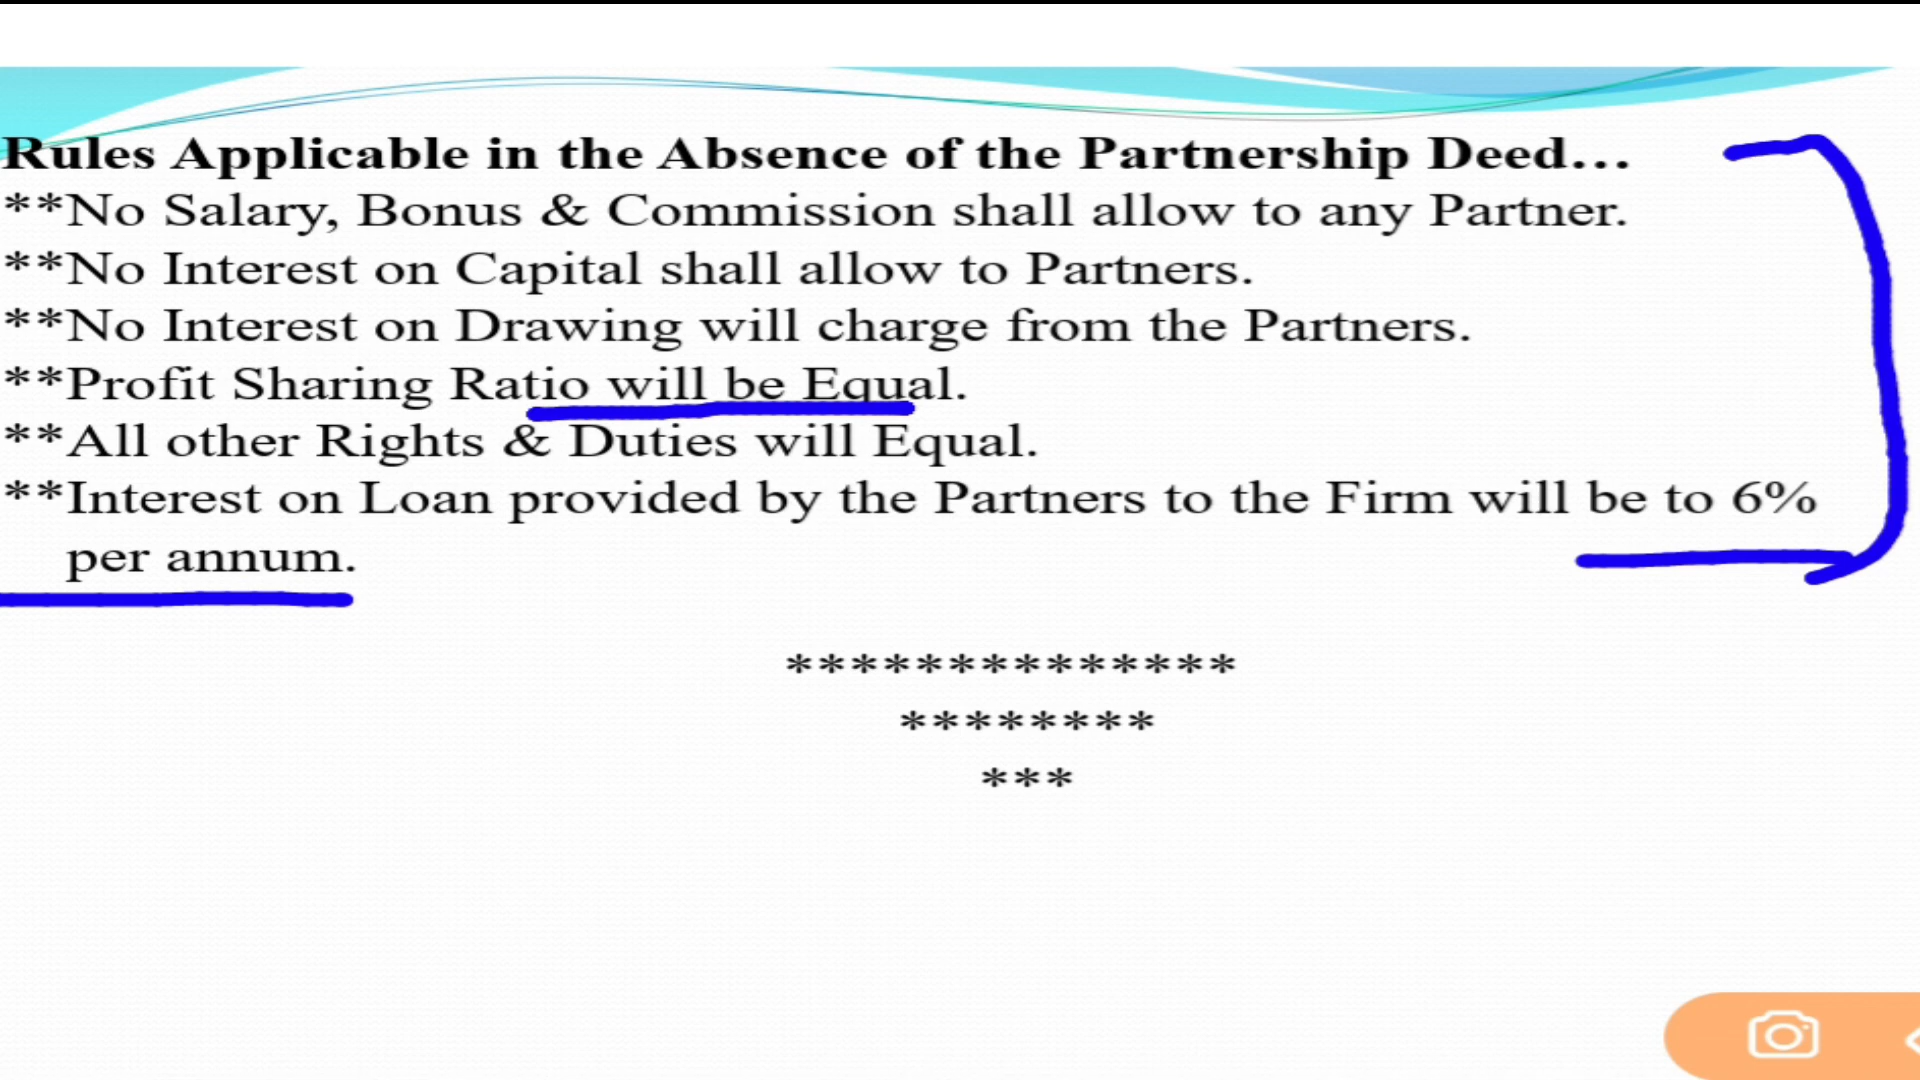 Rules Applicable in the Absence of the Partnership Deed...
**No Salary, Bonus & Commission shall allow to any Partner.
**No Interest on Capital shall allow to Partners.
**No Interest on Drawing will charge from the Partners.
**Profit Sharing Ratio will be Equal.
**All other Rights & Duties will Equal.
**Interest on Loan provided by the Partners to the Firm will be to 6%
per annum.
**************
********
***